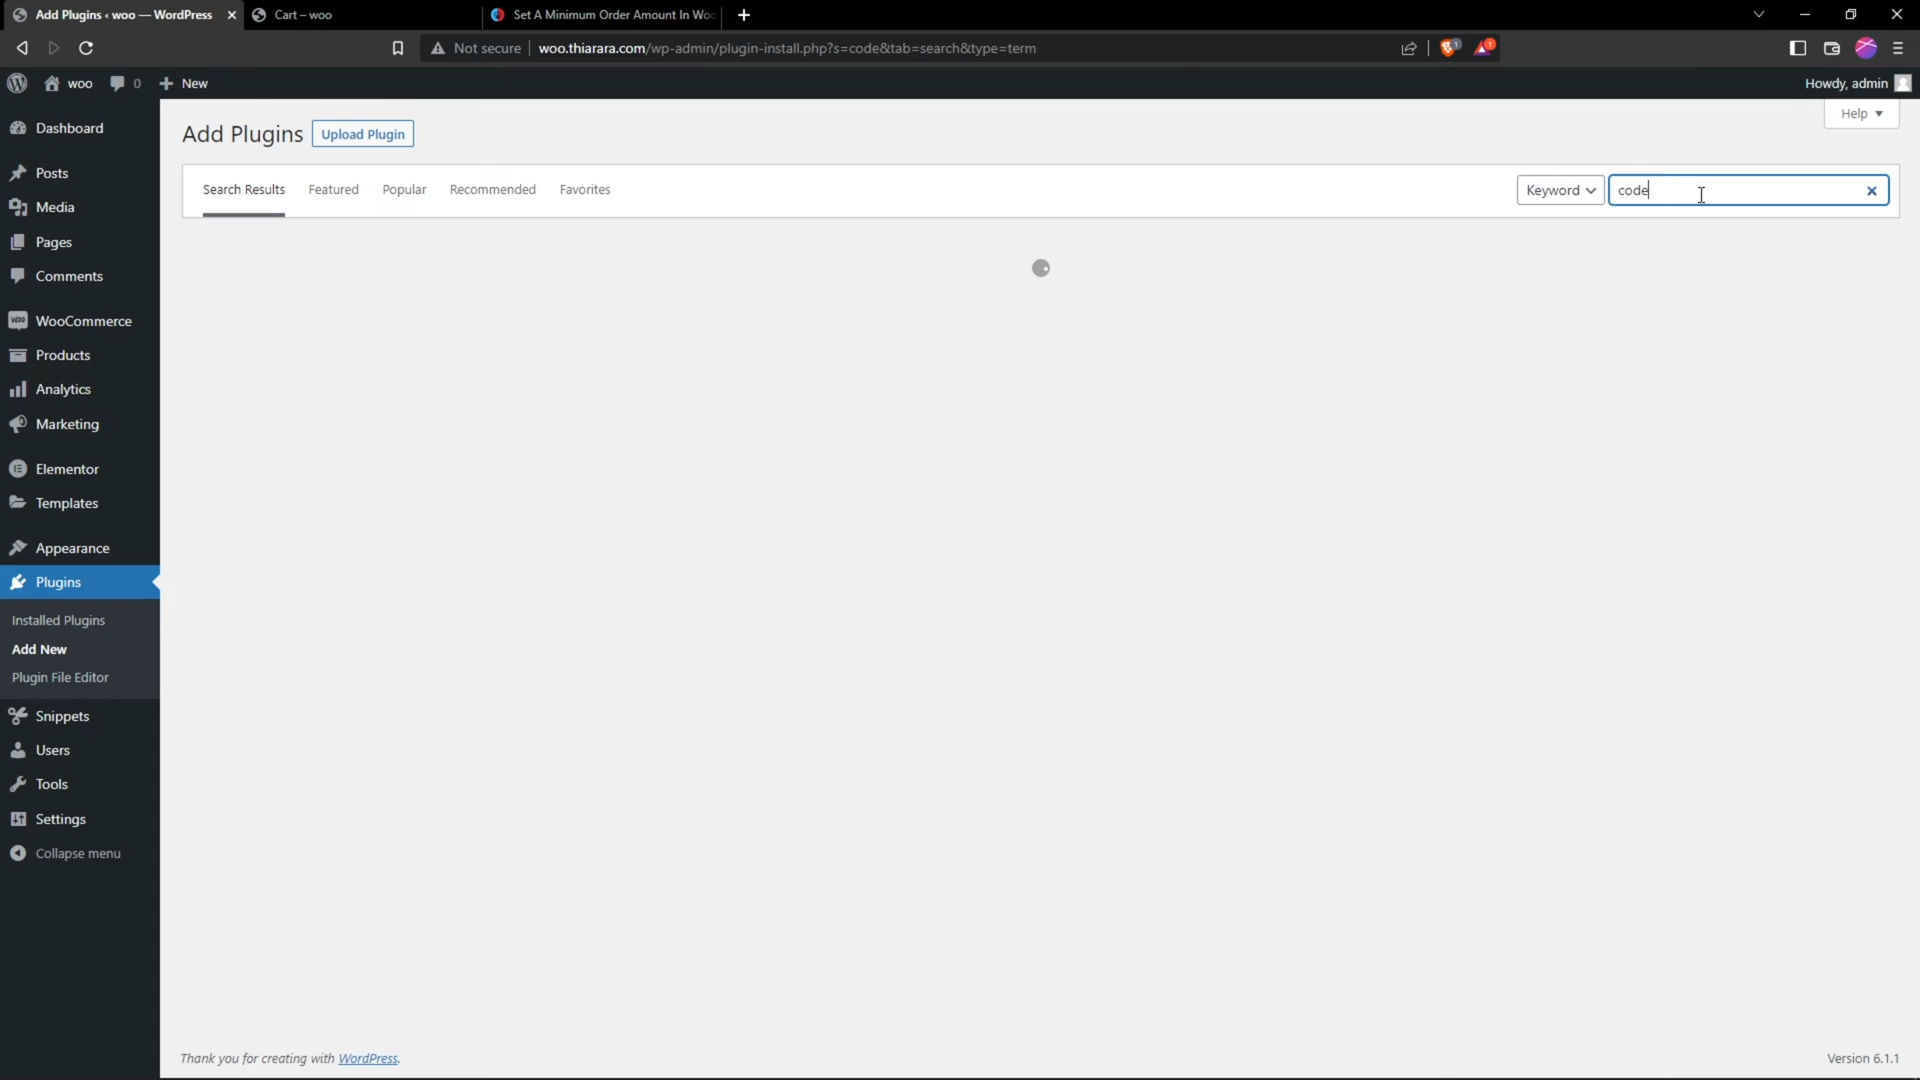 Add Plugins ‹ woo — WordPress
Cart – woo
Set A Minimum Order Amount In Woo
Not secure
woo.thiarara.com/wp-admin/plugin-install.php?s=code&tab=search&type=term
1
1
woo
0
New
Howdy, admin
Dashboard
Posts
Media
Pages
Comments
WooCommerce
Products
Analytics
Marketing
Elementor
Templates
Appearance
Plugins
Installed Plugins
Add New
Plugin File Editor
Snippets
Users
Tools
Settings
Collapse menu
Help
Add Plugins
Upload Plugin
Search Results
Featured
Popular
Recommended
Favorites
Keyword
code
Thank you for creating with WordPress.
Version 6.1.1